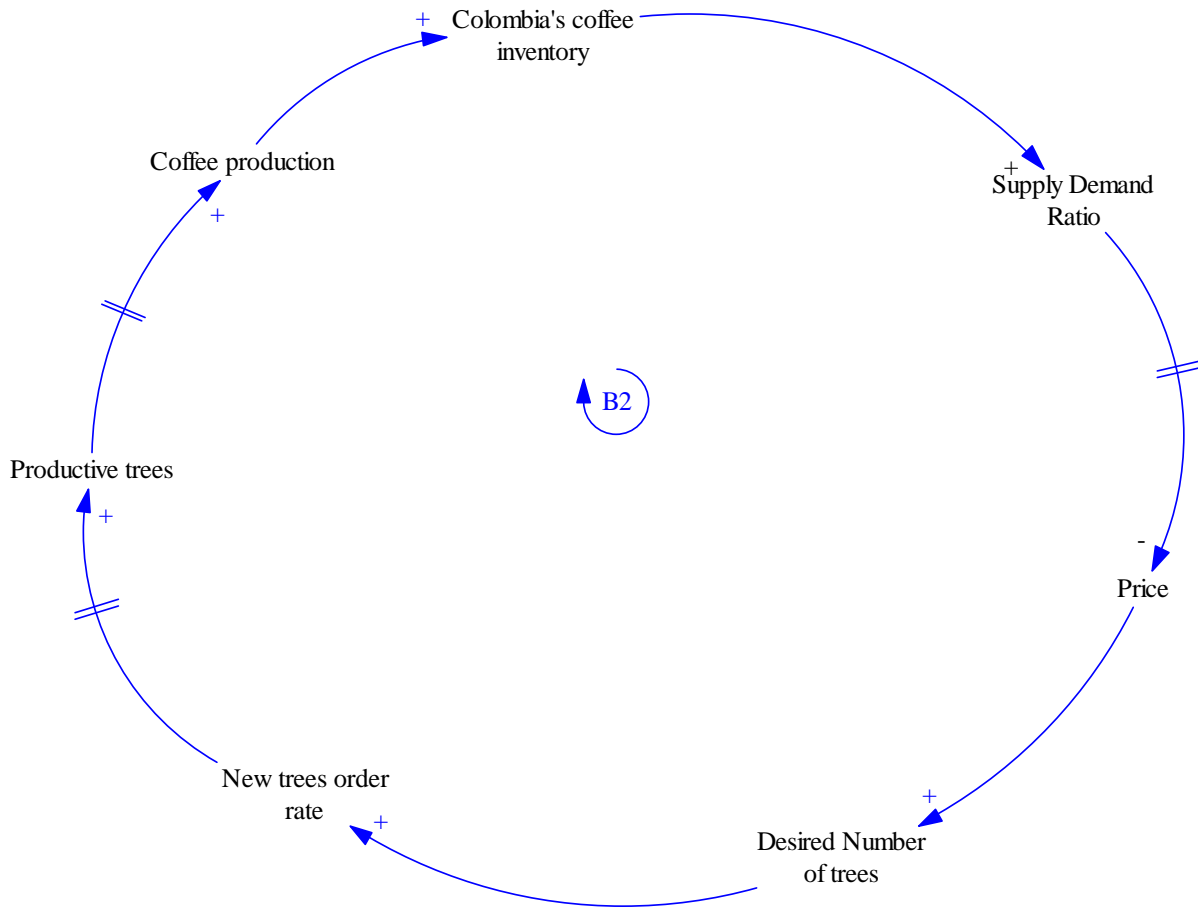 +
Colombia's coffee
inventory
Coffee production
+
+
Supply Demand
Ratio
B2
Productive trees
+
-
Price
New trees order
rate
+
+
Desired Number
of trees